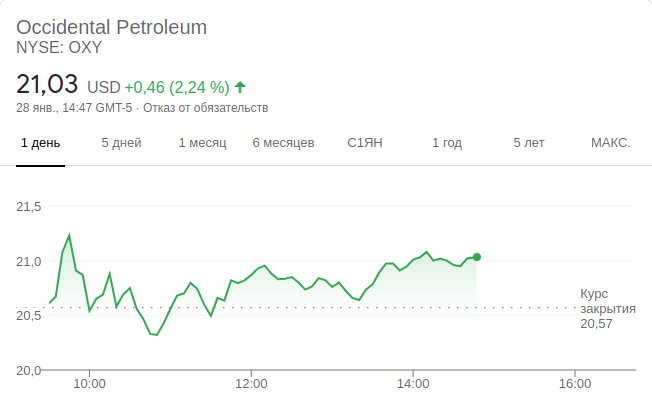 Occidental Petroleum
NYSE: OXY
21,03 USD +0,46 (2,24 %)
28 янв., 14:47 GMT-5 · Отказ от обязательств
1 день 5 дней 1 месяц 6 месяцев С1ЯН 1 год 5 лет МАКС.
21,5
21,0
20,5
20,0
Курс
закрытия
20,57
10:00 12:00 14:00 16:00